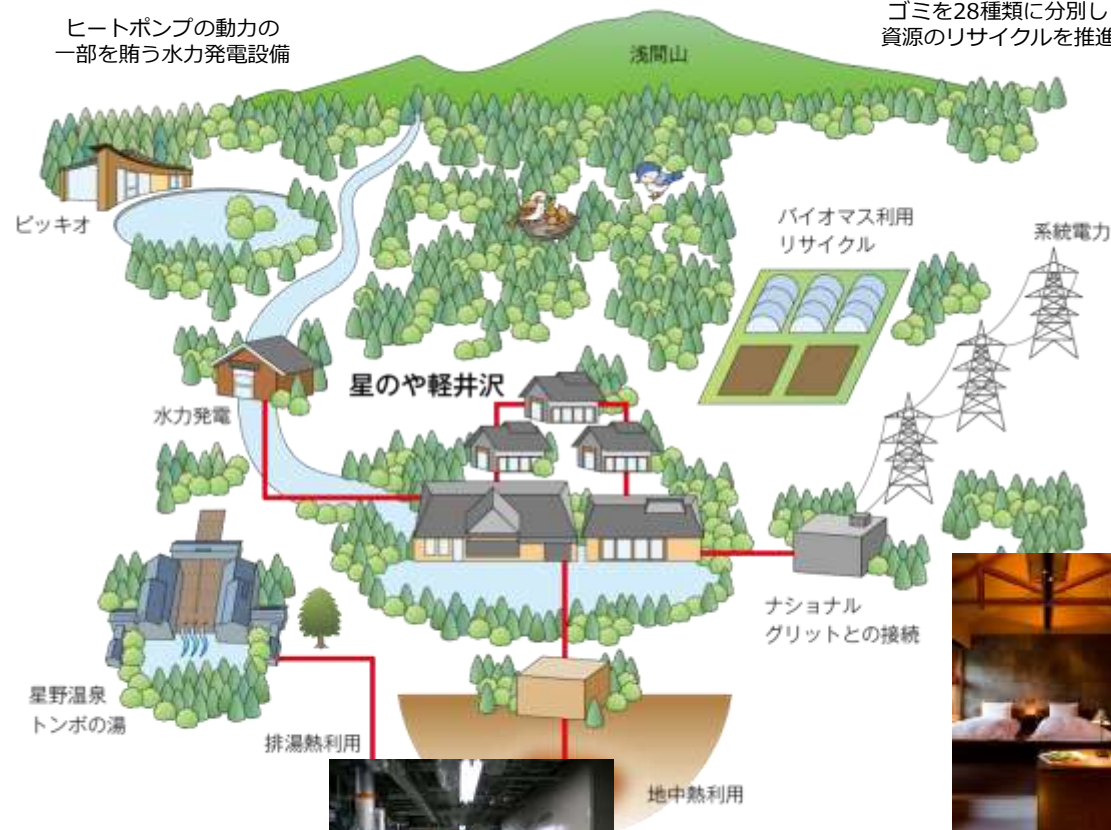 ヒートポンプの動力の
一部を賄う水力発電設備
ゴミを28種類に分別し
資源のリサイクルを推進
浅間山
ピッキオ
バイオマス利用
リサイクル
系統電力
星のや軽井沢
水力発電
ナショナル
グリットとの接続
星野温泉
トンボの湯
排湯熱利用
地中熱利用